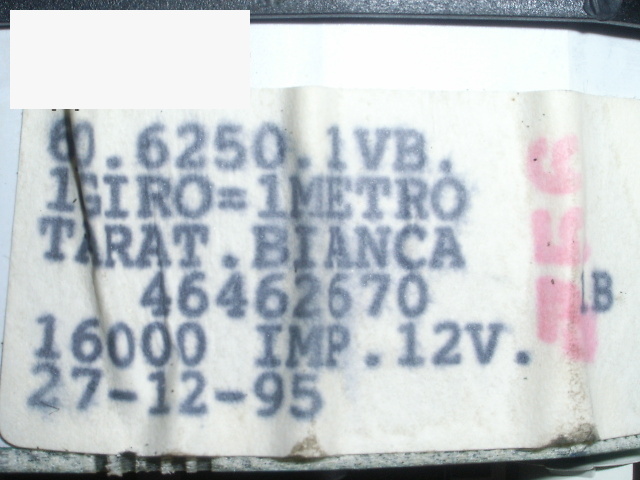 60.6250.1VB.
1GIRO=1METRO
TARAT.BIANCA
46462670
16000 IMP.12V.
27-12-95